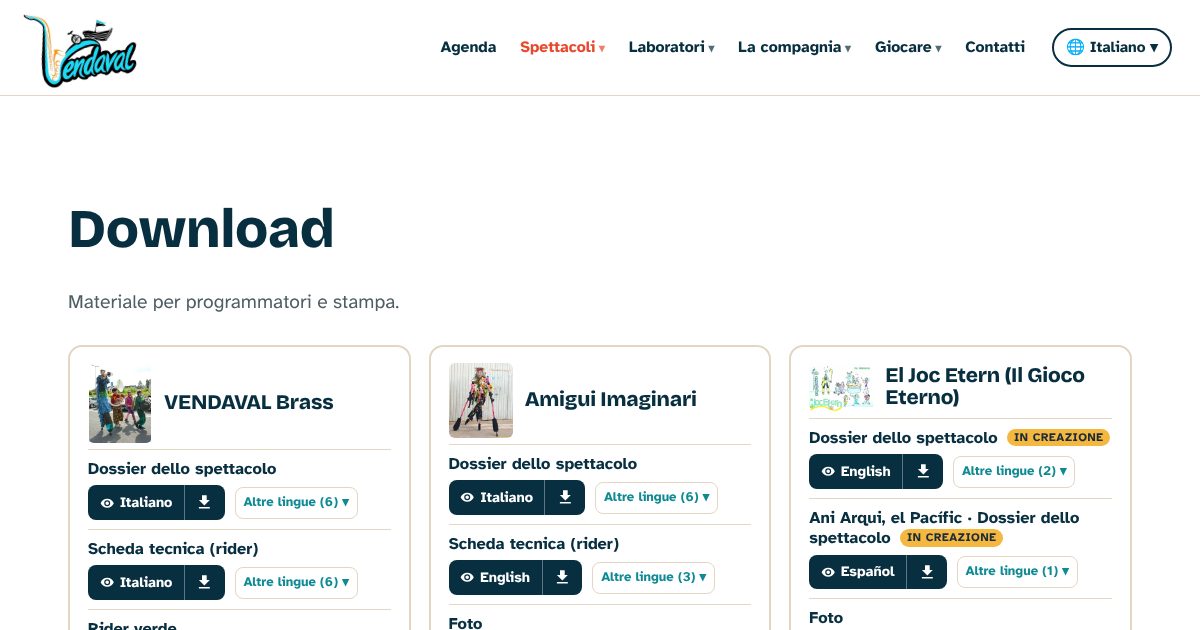 Vendaval
Agenda
Spettacoli ▾
Laboratori ▾
La compagnia ▾
Giocare ▾
Contatti
🌐 Italiano ▾
Download
Materiale per programmatori e stampa.
VENDAVAL Brass
Dossier dello spettacolo
Italiano
Altre lingue (6) ▾
Scheda tecnica (rider)
Italiano
Altre lingue (6) ▾
Rider verde
Amigui Imaginari
Dossier dello spettacolo
Italiano
Altre lingue (6) ▾
Scheda tecnica (rider)
English
Altre lingue (3) ▾
Foto
El Joc Etern (Il Gioco
Eterno)
Dossier dello spettacolo IN CREAZIONE
English
Altre lingue (2) ▾
Ani Arqui, el Pacífic · Dossier dello
spettacolo IN CREAZIONE
Español
Altre lingue (1) ▾
Foto